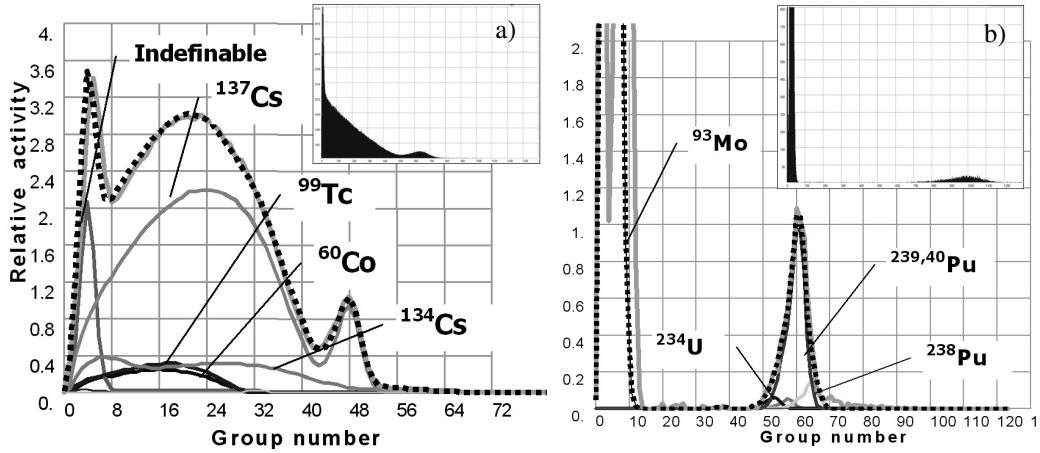 a)
4.
3.6
3.2
2.8
2.4
2.
1.6
1.2
0.8
0.4
0.
Relative activity
Indefinable
137Cs
99Tc
60Co
134Cs
0 8 16 24 32 40 48 56 64 72
Group number
b)
2.
1.8
1.6
1.4
1.2
1.
0.8
0.6
0.4
0.2
0.
93Mo
239,40Pu
234U
238Pu
0 10 20 30 40 50 60 70 80 90 100 110 120 1
Group number